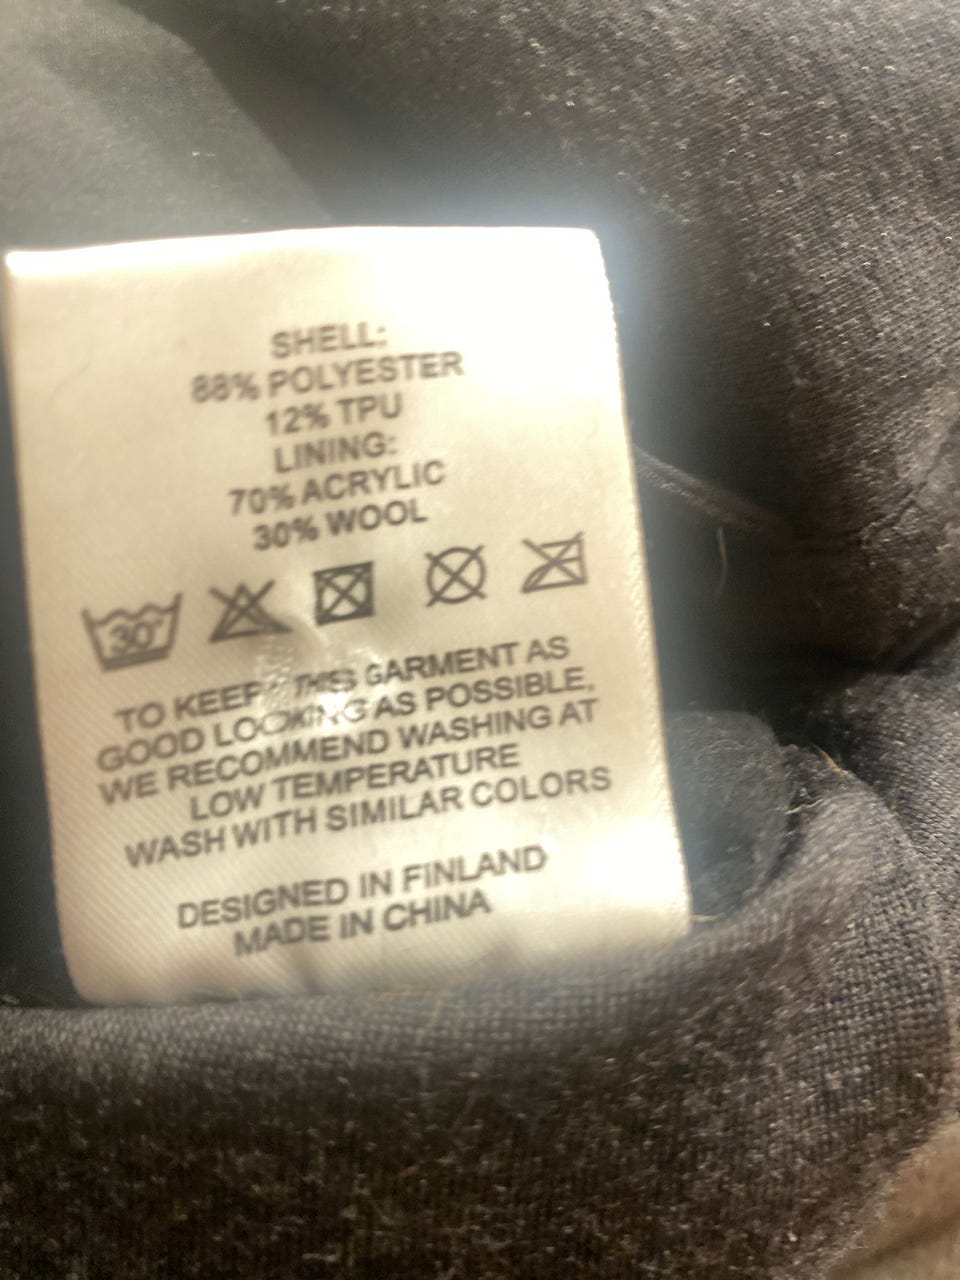 SHELL:
88% POLYESTER
12% TPU
LINING:
70% ACRYLIC
30% WOOL
30°
TO KEEP THIS GARMENT AS
GOOD LOOKING AS POSSIBLE,
WE RECOMMEND WASHING AT
LOW TEMPERATURE
WASH WITH SIMILAR COLORS
DESIGNED IN FINLAND
MADE IN CHINA